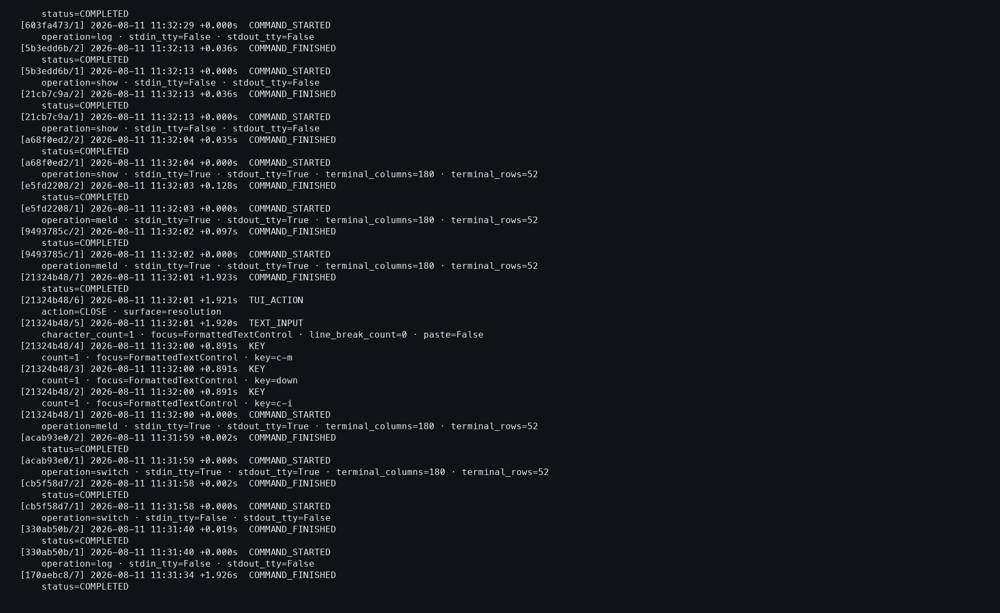 status=COMPLETED
[603fa473/1] 2026-08-11 11:32:29 +0.000s  COMMAND_STARTED
operation=log · stdin_tty=False · stdout_tty=False
[5b3edd6b/2] 2026-08-11 11:32:13 +0.036s  COMMAND_FINISHED
status=COMPLETED
[5b3edd6b/1] 2026-08-11 11:32:13 +0.000s  COMMAND_STARTED
operation=show · stdin_tty=False · stdout_tty=False
[21cb7c9a/2] 2026-08-11 11:32:13 +0.036s  COMMAND_FINISHED
status=COMPLETED
[21cb7c9a/1] 2026-08-11 11:32:13 +0.000s  COMMAND_STARTED
operation=show · stdin_tty=False · stdout_tty=False
[a68f0ed2/2] 2026-08-11 11:32:04 +0.035s  COMMAND_FINISHED
status=COMPLETED
[a68f0ed2/1] 2026-08-11 11:32:04 +0.000s  COMMAND_STARTED
operation=show · stdin_tty=True · stdout_tty=True · terminal_columns=180 · terminal_rows=52
[e5fd2208/2] 2026-08-11 11:32:03 +0.128s  COMMAND_FINISHED
status=COMPLETED
[e5fd2208/1] 2026-08-11 11:32:03 +0.000s  COMMAND_STARTED
operation=meld · stdin_tty=True · stdout_tty=True · terminal_columns=180 · terminal_rows=52
[9493785c/2] 2026-08-11 11:32:02 +0.097s  COMMAND_FINISHED
status=COMPLETED
[9493785c/1] 2026-08-11 11:32:02 +0.000s  COMMAND_STARTED
operation=meld · stdin_tty=True · stdout_tty=True · terminal_columns=180 · terminal_rows=52
[21324b48/7] 2026-08-11 11:32:01 +1.923s  COMMAND_FINISHED
status=COMPLETED
[21324b48/6] 2026-08-11 11:32:01 +1.921s  TUI_ACTION
action=CLOSE · surface=resolution
[21324b48/5] 2026-08-11 11:32:01 +1.920s  TEXT_INPUT
character_count=1 · focus=FormattedTextControl · line_break_count=0 · paste=False
[21324b48/4] 2026-08-11 11:32:00 +0.891s  KEY
count=1 · focus=FormattedTextControl · key=c-m
[21324b48/3] 2026-08-11 11:32:00 +0.891s  KEY
count=1 · focus=FormattedTextControl · key=down
[21324b48/2] 2026-08-11 11:32:00 +0.891s  KEY
count=1 · focus=FormattedTextControl · key=c-i
[21324b48/1] 2026-08-11 11:32:00 +0.000s  COMMAND_STARTED
operation=meld · stdin_tty=True · stdout_tty=True · terminal_columns=180 · terminal_rows=52
[acab93e0/2] 2026-08-11 11:31:59 +0.002s  COMMAND_FINISHED
status=COMPLETED
[acab93e0/1] 2026-08-11 11:31:59 +0.000s  COMMAND_STARTED
operation=switch · stdin_tty=True · stdout_tty=True · terminal_columns=180 · terminal_rows=52
[cb5f58d7/2] 2026-08-11 11:31:58 +0.002s  COMMAND_FINISHED
status=COMPLETED
[cb5f58d7/1] 2026-08-11 11:31:58 +0.000s  COMMAND_STARTED
operation=switch · stdin_tty=False · stdout_tty=False
[330ab50b/2] 2026-08-11 11:31:40 +0.019s  COMMAND_FINISHED
status=COMPLETED
[330ab50b/1] 2026-08-11 11:31:40 +0.000s  COMMAND_STARTED
operation=log · stdin_tty=False · stdout_tty=False
[170aebc8/7] 2026-08-11 11:31:34 +1.926s  COMMAND_FINISHED
status=COMPLETED